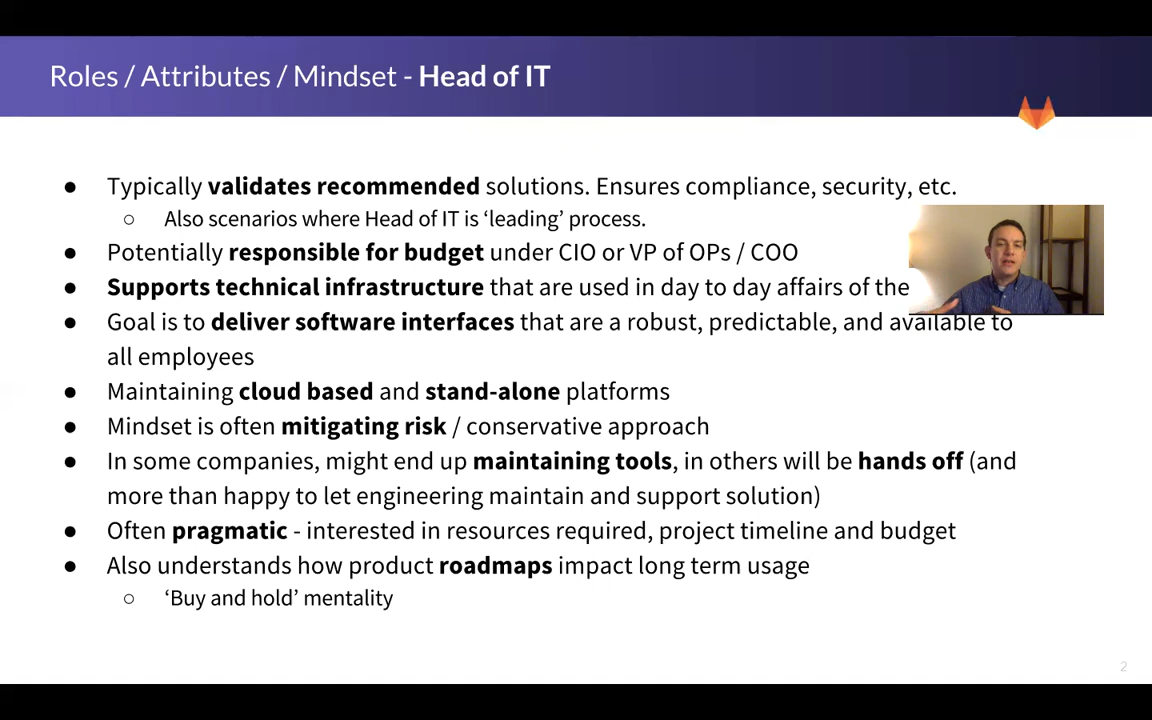 Roles / Attributes / Mindset - Head of IT
● Typically validates recommended solutions. Ensures compliance, security, etc.
○ Also scenarios where Head of IT is ‘leading’ process.
● Potentially responsible for budget under CIO or VP of OPs / COO
● Supports technical infrastructure that are used in day to day affairs of the
● Goal is to deliver software interfaces that are a robust, predictable, and available to
all employees
● Maintaining cloud based and stand-alone platforms
● Mindset is often mitigating risk / conservative approach
● In some companies, might end up maintaining tools, in others will be hands off (and
more than happy to let engineering maintain and support solution)
● Often pragmatic - interested in resources required, project timeline and budget
● Also understands how product roadmaps impact long term usage
○ ‘Buy and hold’ mentality
2